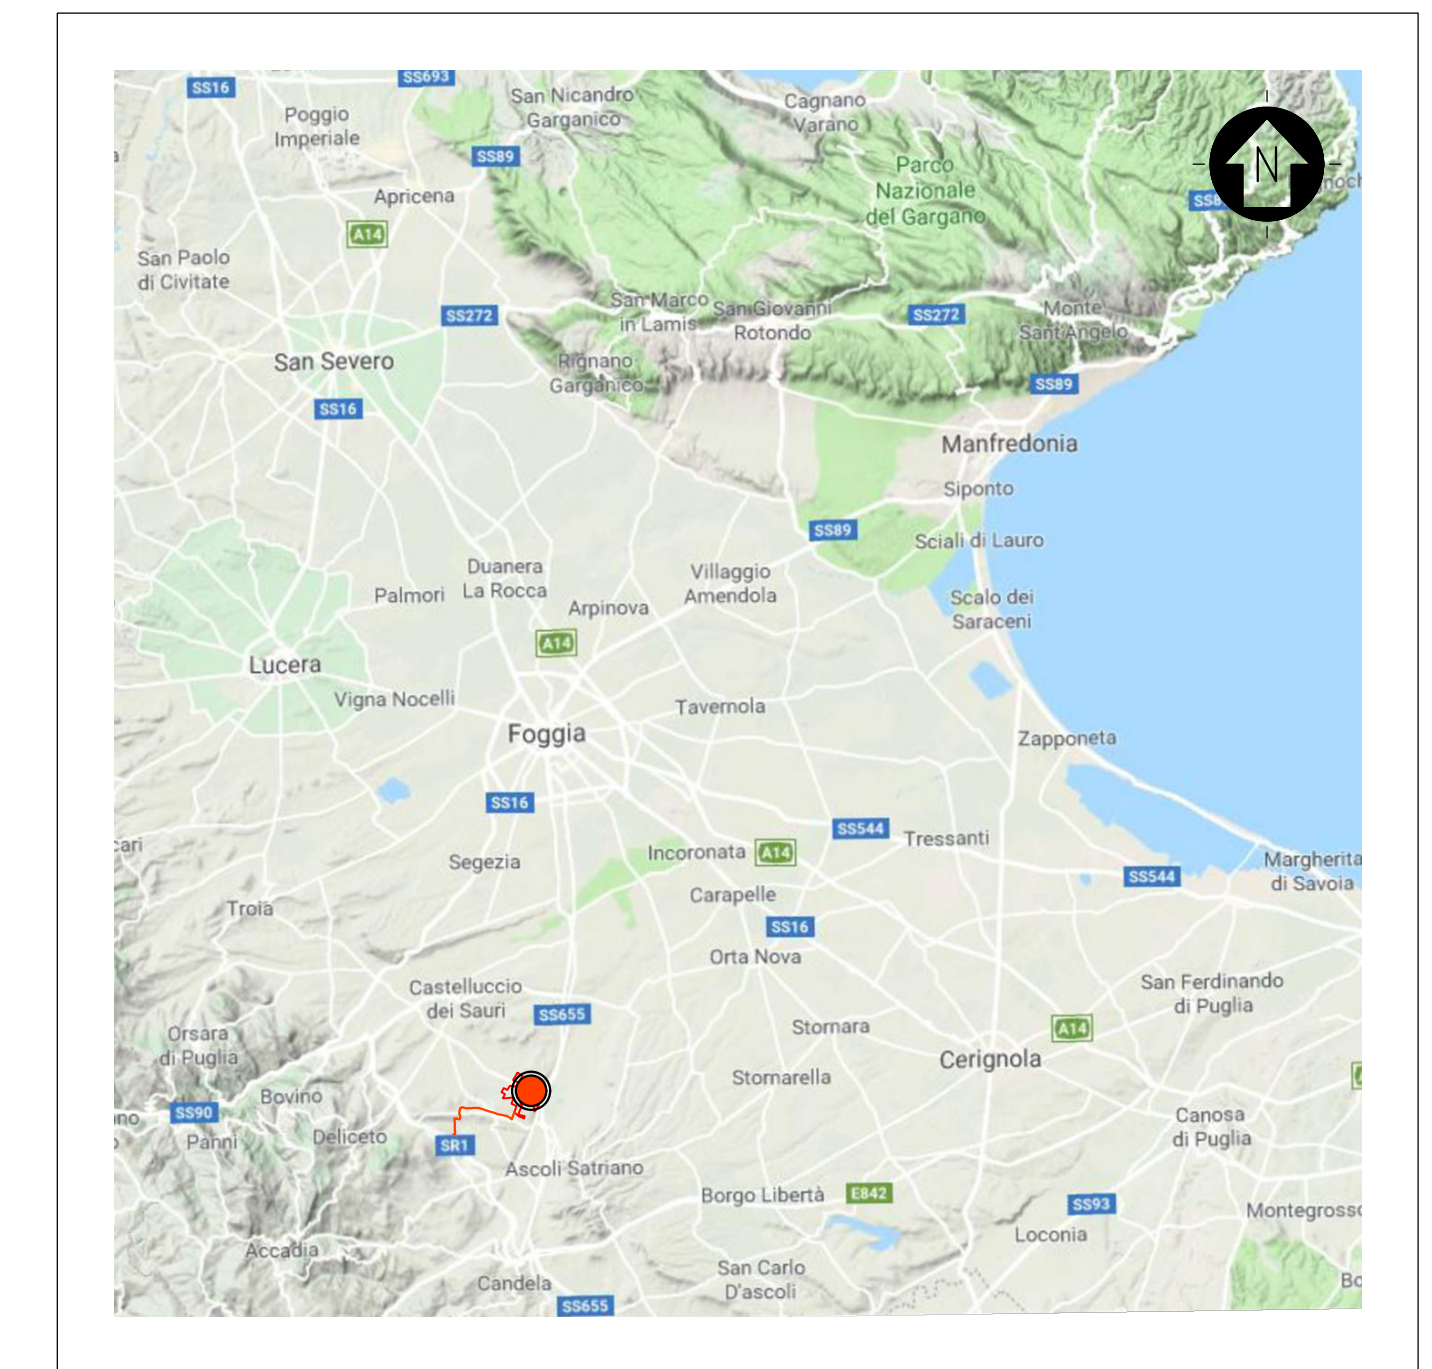 SS693
SS16
San Nicandro
Garganico
Cagnano
Varano
Poggio
Imperiale
SS89
Parco
Nazionale
del Gargano
N
Apricena
SS8
A14
San Paolo
di Civitate
San Marco
in Lamis
San Giovanni
Rotondo
SS272
SS272
Monte
Sant'Angelo
San Severo
Rignano
Garganico
SS89
SS16
Manfredonia
Siponto
SS89
Sciali di Lauro
Duanera
La Rocca
Villaggio
Amendola
Palmori
Arpinova
Scalo dei
Saraceni
A14
Lucera
Vigna Nocelli
Tavernola
Foggia
Zapponeta
SS16
SS544
Tressanti
Incoronata
A14
Segezia
Margherita
di Savoia
SS544
Carapelle
Troia
SS16
Orta Nova
Castelluccio
dei Sauri
San Ferdinando
di Puglia
SS655
Orsara
di Puglia
Stornara
A14
Cerignola
Stornarella
Bovino
SS90
Canosa
di Puglia
Panni
Deliceto
SR1
Ascoli Satriano
Borgo Libertà
E842
SS93
Montegrosso
Loconia
Accadia
Candela
San Carlo
D'ascoli
SS655